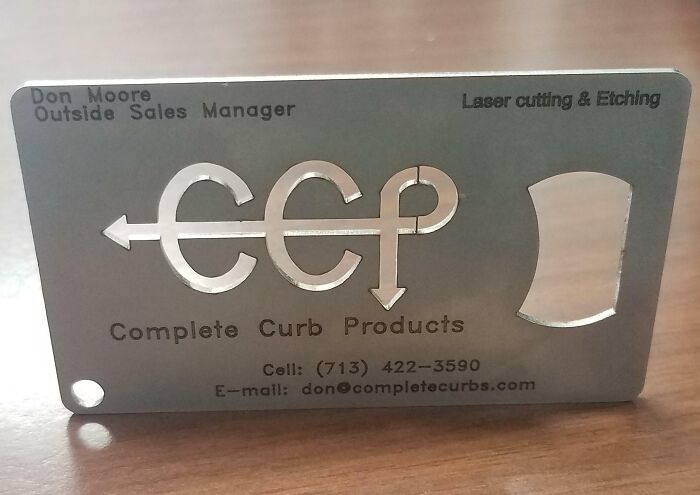 Don Moore
Outside Sales Manager
Laser cutting & Etching
CCP
Complete Curb Products
Cell: (713) 422-3590
E-mail: don@completecurbs.com